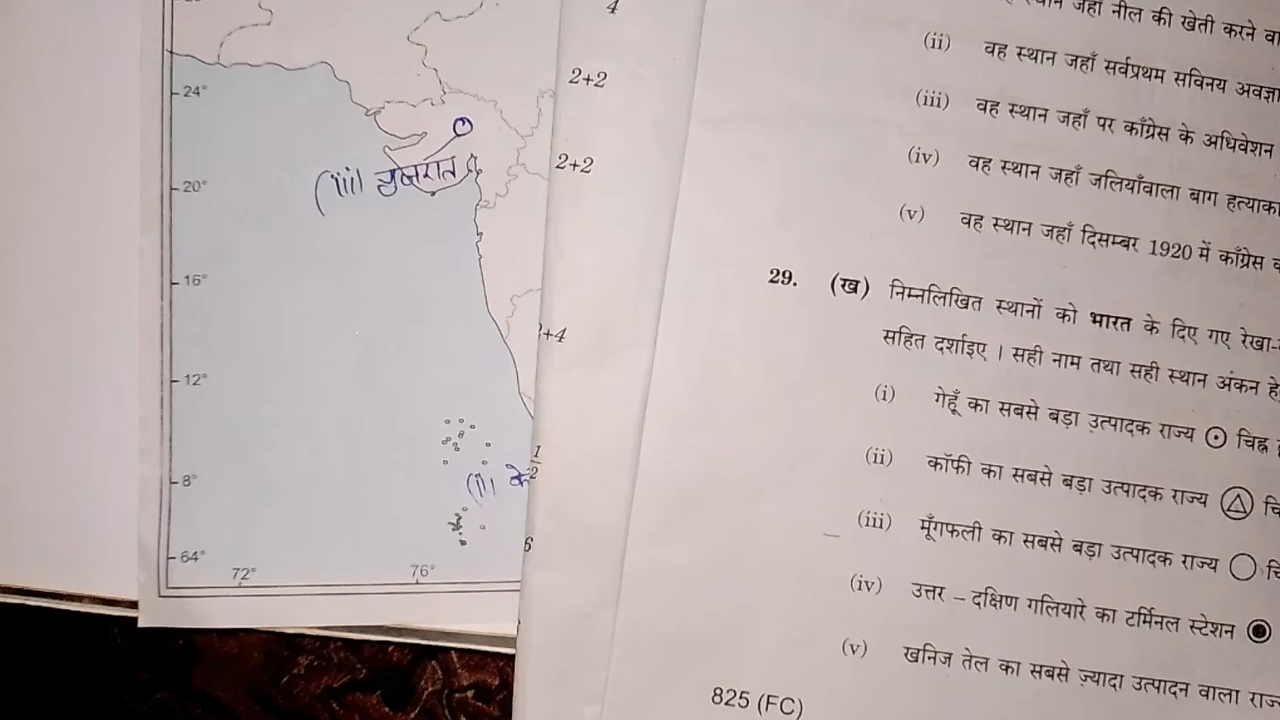 24°
20°
16°
12°
8°
64°
72°
76°
(iii) गुजरात
(i)
4
2+2
2+2
+4
1/2
6
जहाँ नील की खेती करने वा
(ii) वह स्थान जहाँ सर्वप्रथम सविनय अवज्ञा
(iii) वह स्थान जहाँ पर काँग्रेस के अधिवेशन
(iv) वह स्थान जहाँ जलियाँवाला बाग हत्याका
(v) वह स्थान जहाँ दिसम्बर 1920 में काँग्रेस
29. (ख) निम्नलिखित स्थानों को भारत के दिए गए रेखा-
सहित दर्शाइए । सही नाम तथा सही स्थान अंकन हे
(i) गेहूँ का सबसे बड़ा उत्पादक राज्य चिह्न
(ii) कॉफी का सबसे बड़ा उत्पादक राज्य चि
(iii) मूँगफली का सबसे बड़ा उत्पादक राज्य चि
(iv) उत्तर – दक्षिण गलियारे का टर्मिनल स्टेशन
(v) खनिज तेल का सबसे ज़्यादा उत्पादन वाला राज
825 (FC)